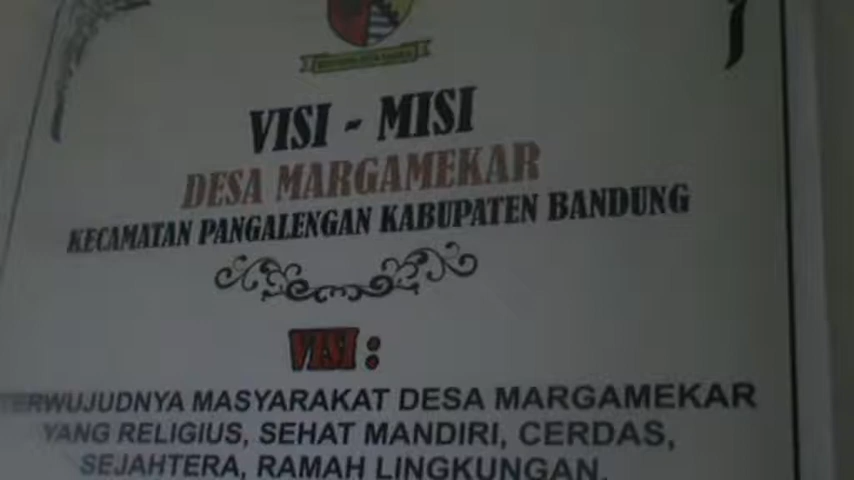 VISI - MISI
DESA MARGAMEKAR
KECAMATAN PANGALENGAN KABUPATEN BANDUNG
VISI :
TERWUJUDNYA MASYARAKAT DESA MARGAMEKAR
YANG RELIGIUS, SEHAT MANDIRI, CERDAS,
SEJAHTERA, RAMAH LINGKUNGAN.